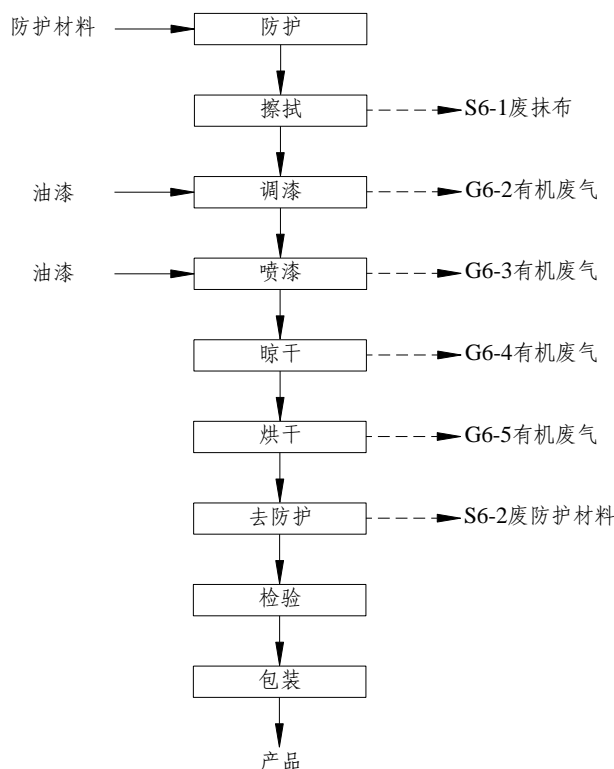 防护材料 防护
擦拭 S6-1废抹布
油漆 调漆 G6-2有机废气
油漆 喷漆 G6-3有机废气
晾干 G6-4有机废气
烘干 G6-5有机废气
去防护 S6-2废防护材料
检验
包装
产品